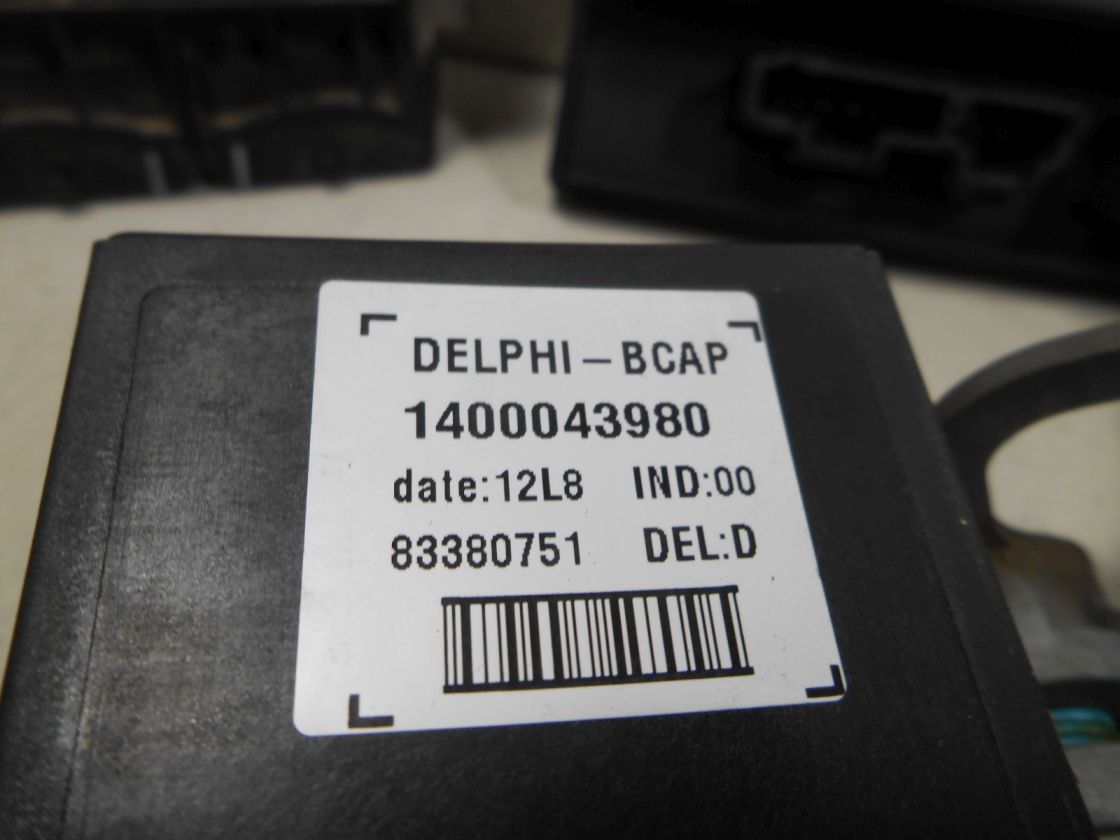 DELPHI-BCAP
1400043980
date:12L8 IND:00
83380751 DEL:D